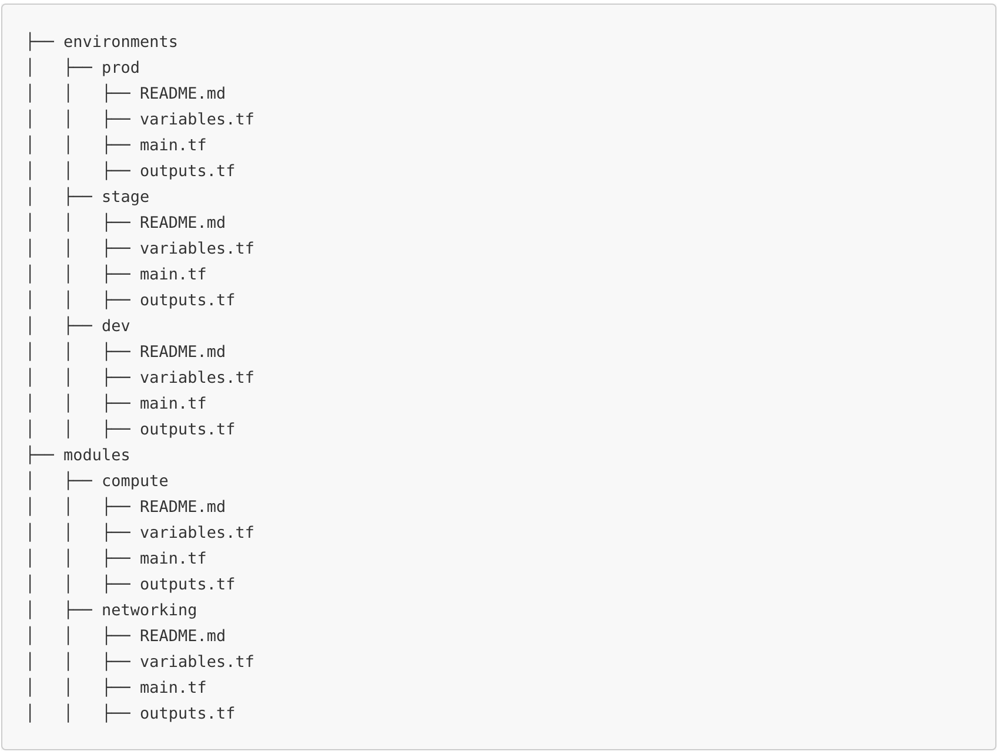 ├── environments
│   ├── prod
│   │   ├── README.md
│   │   ├── variables.tf
│   │   ├── main.tf
│   │   ├── outputs.tf
│   ├── stage
│   │   ├── README.md
│   │   ├── variables.tf
│   │   ├── main.tf
│   │   ├── outputs.tf
│   ├── dev
│   │   ├── README.md
│   │   ├── variables.tf
│   │   ├── main.tf
│   │   ├── outputs.tf
├── modules
│   ├── compute
│   │   ├── README.md
│   │   ├── variables.tf
│   │   ├── main.tf
│   │   ├── outputs.tf
│   ├── networking
│   │   ├── README.md
│   │   ├── variables.tf
│   │   ├── main.tf
│   │   ├── outputs.tf